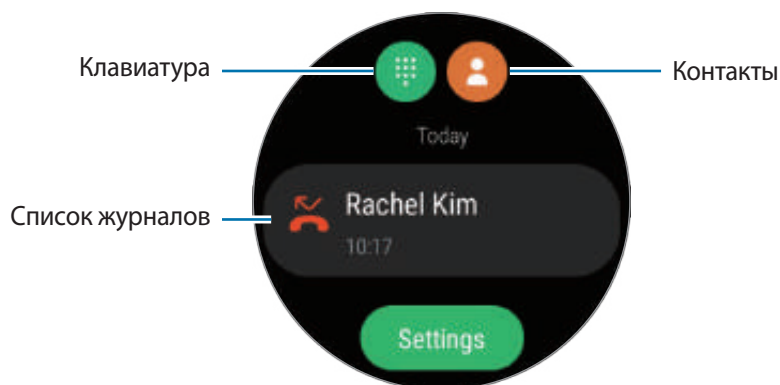 Клавиатура
Контакты
Today
Список журналов
Rachel Kim
10:17
Settings